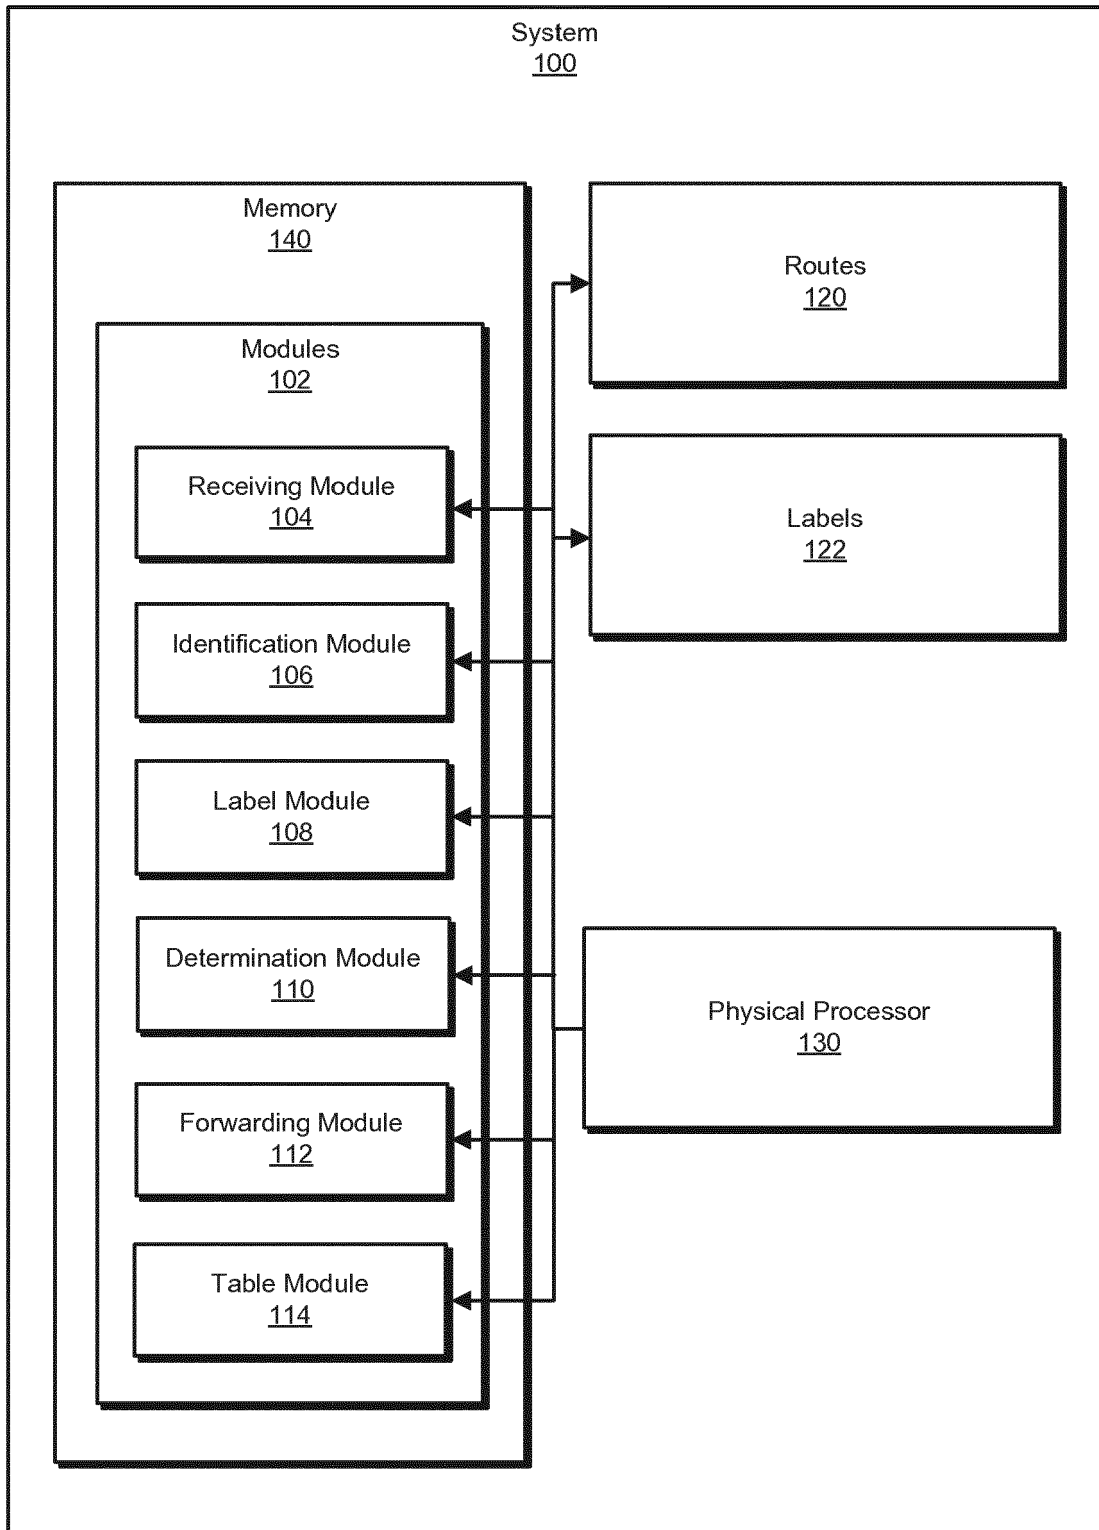 System
100
Memory
140
Modules
102
Receiving Module
104
Identification Module
106
Label Module
108
Determination Module
110
Forwarding Module
112
Table Module
114
Routes
120
Labels
122
Physical Processor
130